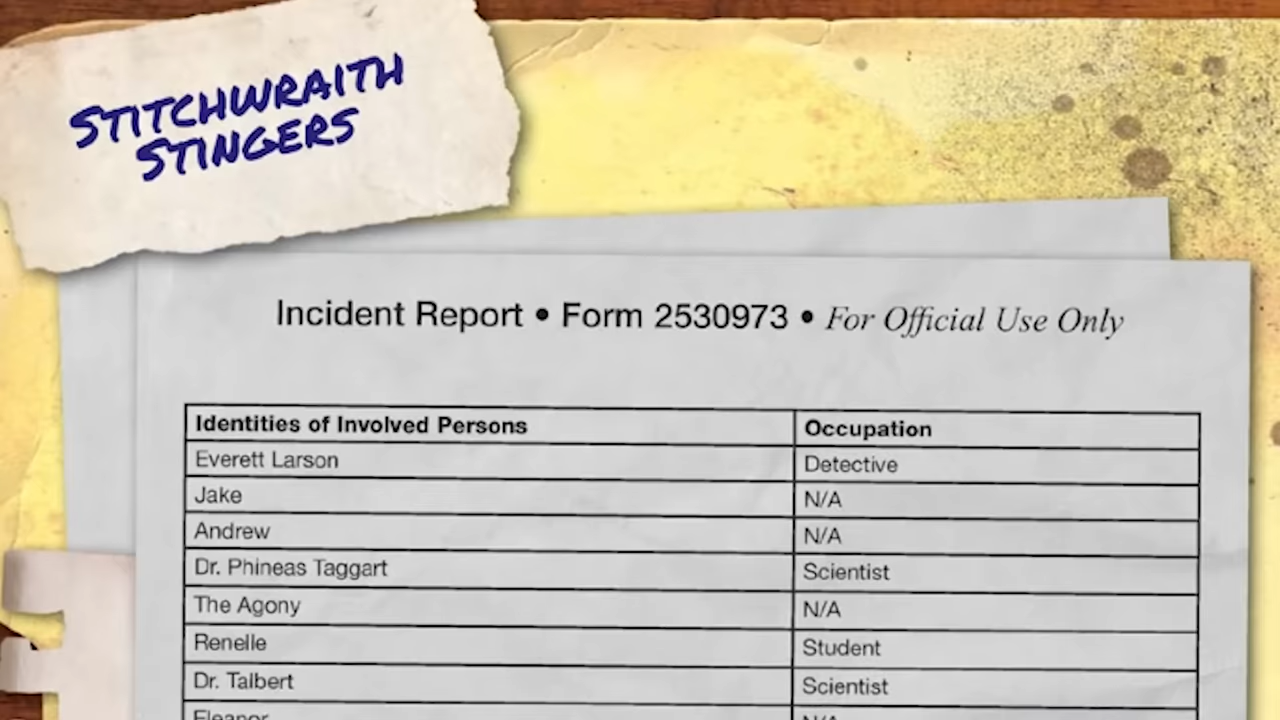 STITCHWRAITH
STINGERS
Incident Report • Form 2530973 • For Official Use Only
Identities of Involved Persons Occupation
Everett Larson Detective
Jake N/A
Andrew N/A
Dr. Phineas Taggart Scientist
The Agony N/A
Renelle Student
Dr. Talbert Scientist
Eleanor N/A